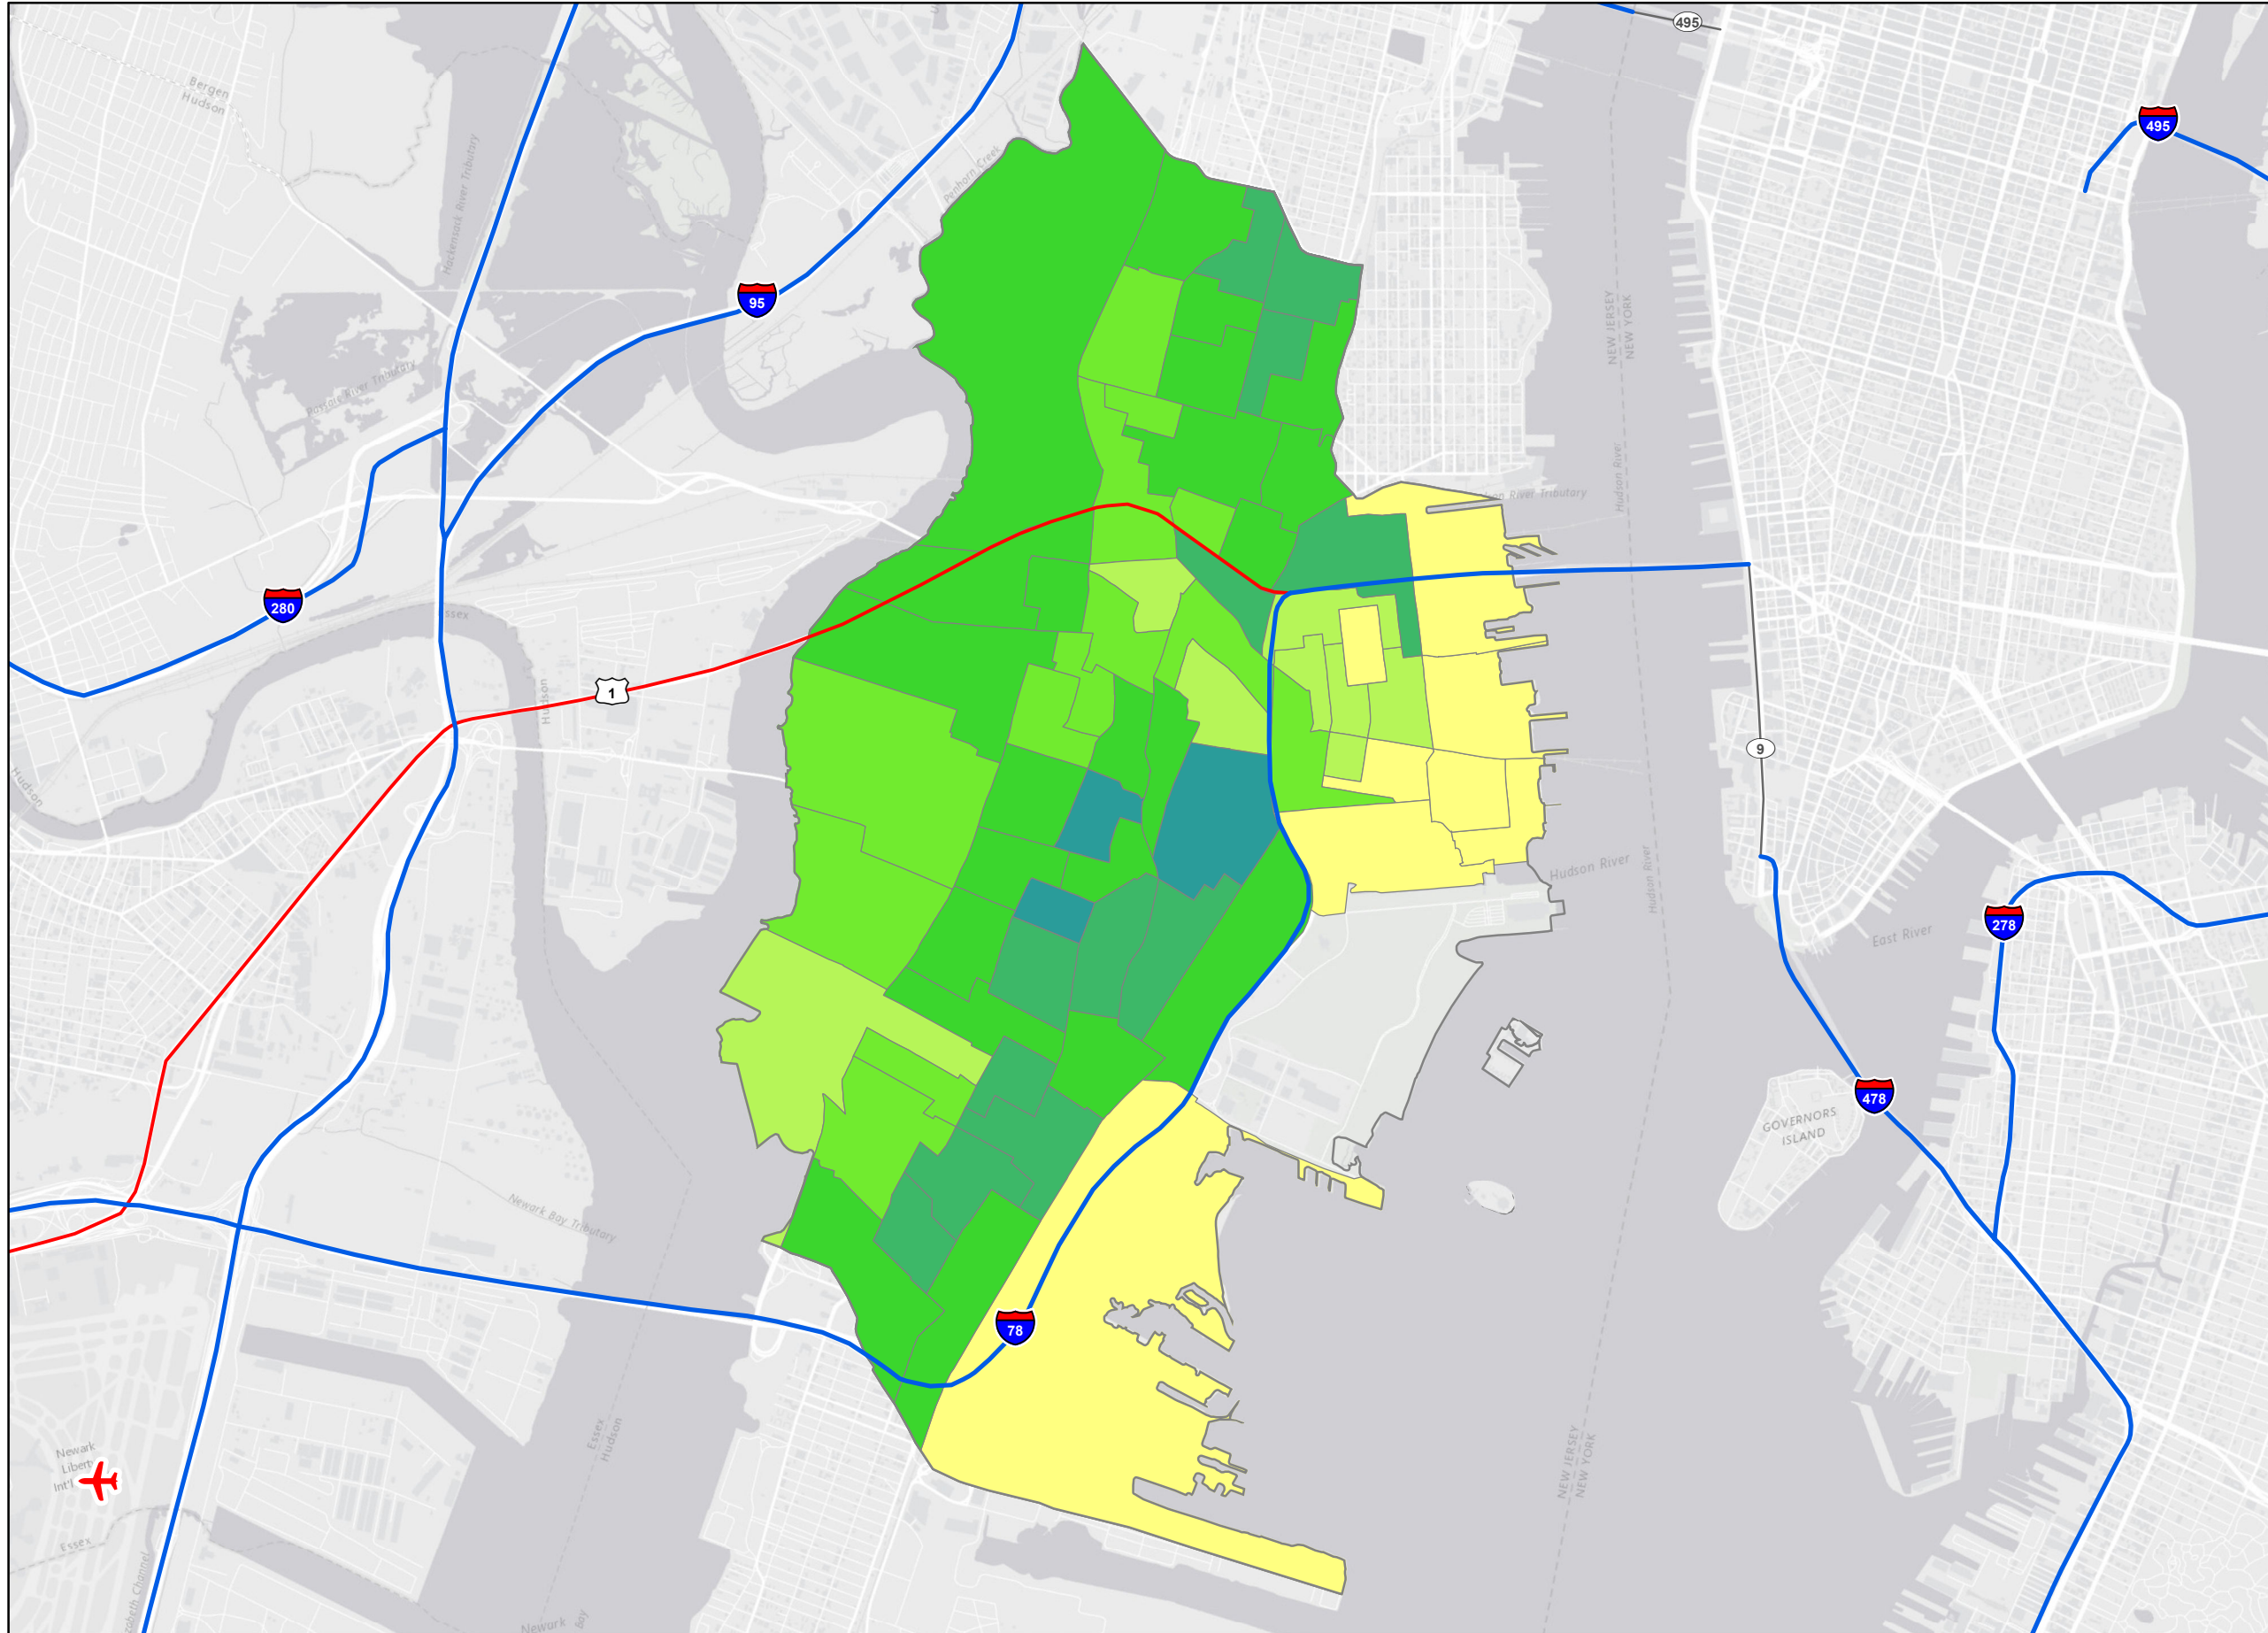 495
Bergen
Hudson
495
Hackensack River Tributary
Penhorn Creek
95
NEW JERSEY
NEW YORK
Passaic River Tributary
Hudson River
River Tributary
280
Essex
Hudson
1
9
Hudson
Hudson River
Hudson River
278
East River
478
GOVERNORS
ISLAND
Newark Bay Tributary
78
Essex
Hudson
NEW JERSEY
NEW YORK
Newark
Essex
Channel
Newark
Bay